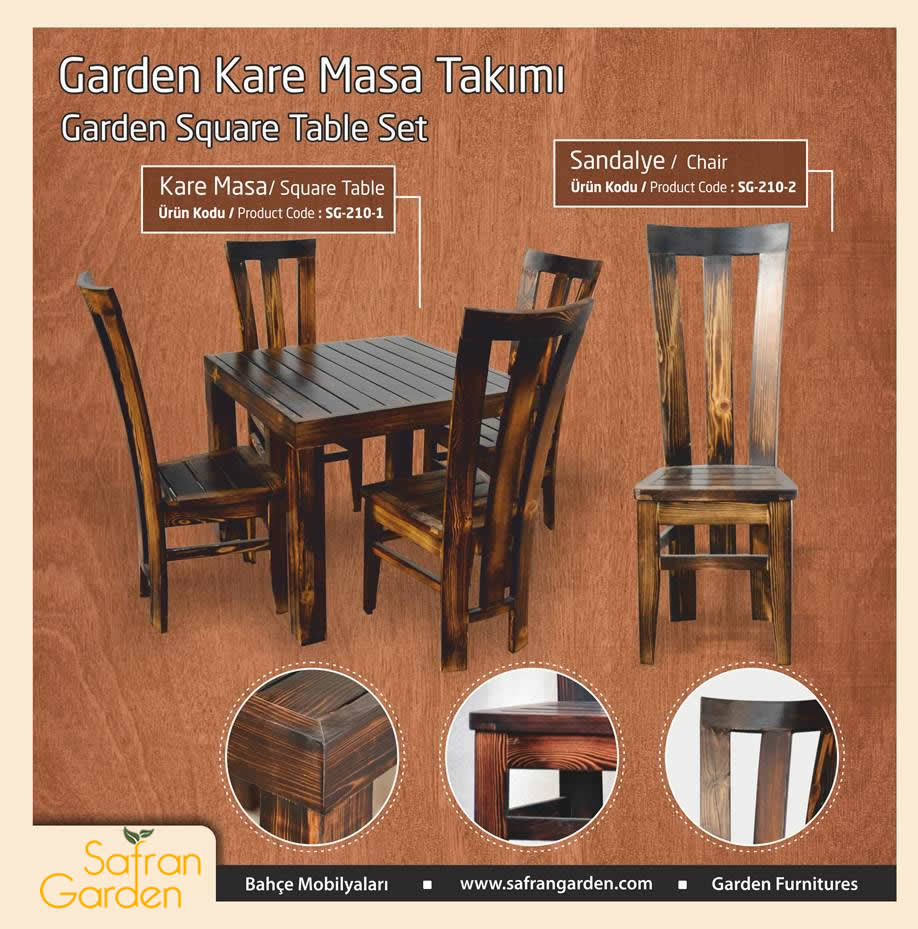 Garden Kare Masa Takımı
Garden Square Table Set
Kare Masa/ Square Table
Ürün Kodu / Product Code : SG-210-1
Sandalye / Chair
Ürün Kodu / Product Code : SG-210-2
Safran
Garden
Bahçe Mobilyaları ▪ www.safrangarden.com ▪ Garden Furnitures